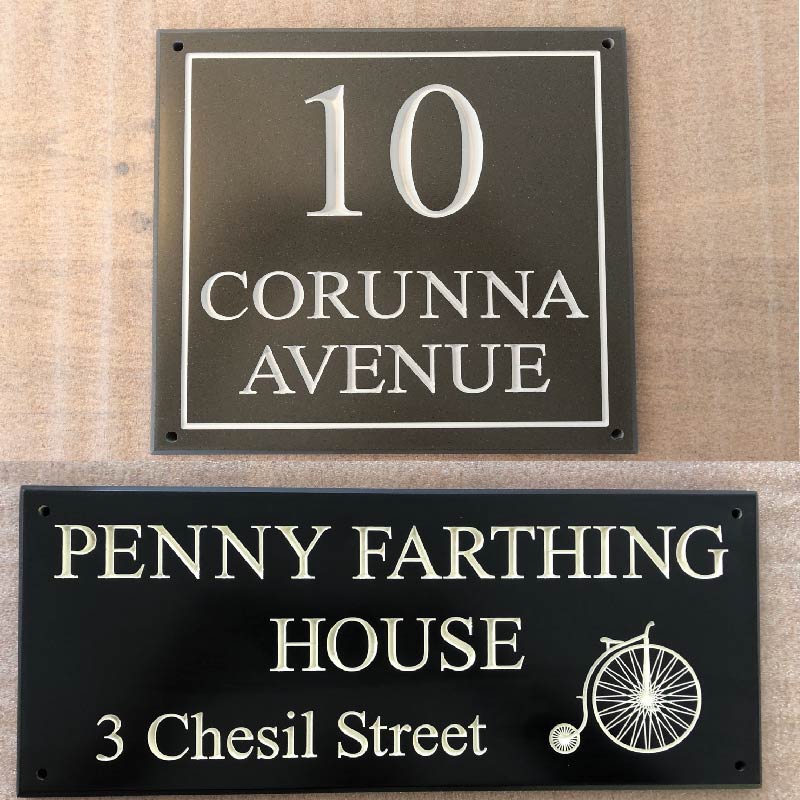 10
CORUNNA
AVENUE
PENNY FARTHING
HOUSE
3 Chesil Street